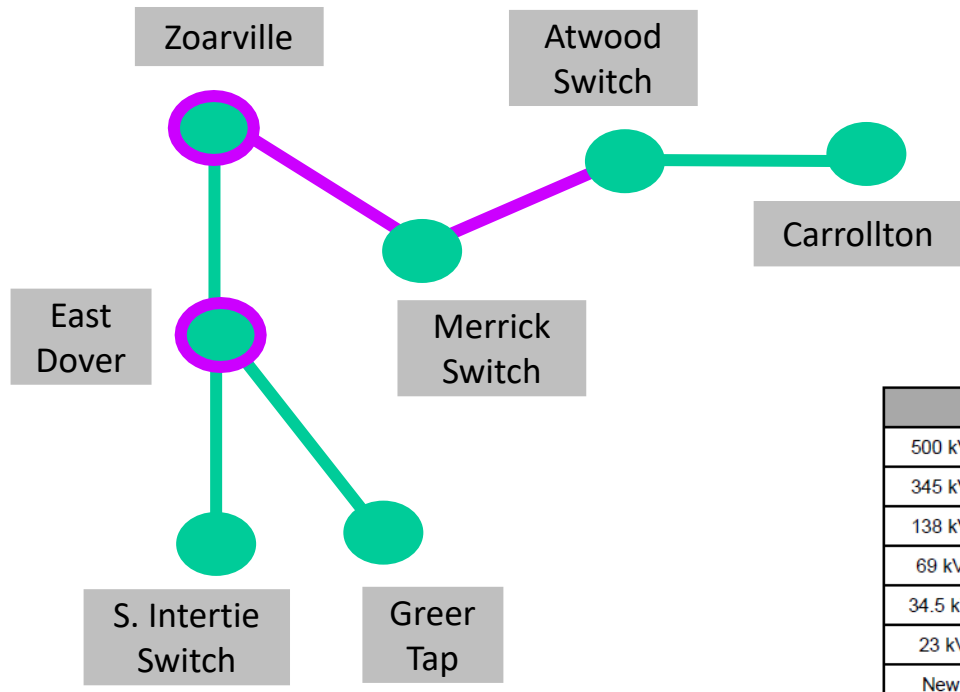 Zoarville
Atwood
Switch
Carrollton
East
Dover
Merrick
Switch
S. Intertie
Switch
Greer
Tap
500 k
345 k
138 k
69 k
34.5 k
23 k
New